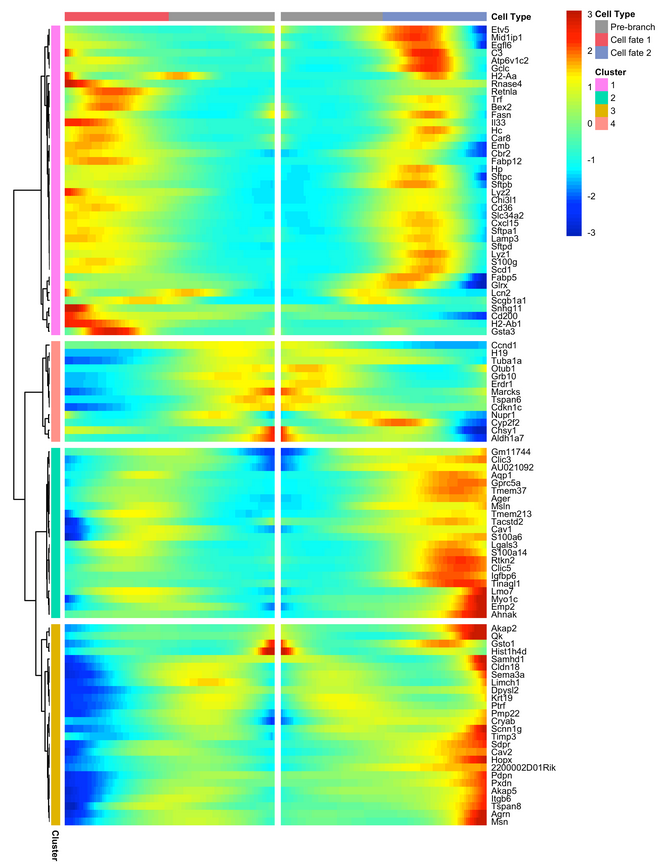 Cell Type
Etv5
Mid1ip1
Egfl6
C3
Atp6v1c2
Gclc
H2-Aa
Rnase4
Retnla
Trf
Bex2
Fasn
Il33
Hc
Car8
Emb
Cbr2
Fabp12
Hp
Sftpc
Sftpb
Lyz2
Chi3l1
Cd36
Slc34a2
Cxcl15
Sftpa1
Lamp3
Sftpd
Lyz1
S100g
Scd1
Fabp5
Glrx
Lcn2
Scgb1a1
Snhg11
Cd200
H2-Ab1
Gsta3
Ccnd1
H19
Tuba1a
Otub1
Grb10
Erdr1
Marcks
Tspan6
Cdkn1c
Nupr1
Cyp2f2
Chsy1
Aldh1a7
Gm11744
Clic3
AU021092
Aqp1
Gprc5a
Tmem37
Ager
Msln
Tmem213
Tacstd2
Cav1
S100a6
Lgals3
S100a14
Rtkn2
Clic5
Igfbp6
Tinagl1
Lmo7
Myo1c
Emp2
Ahnak
Akap2
Qk
Gsto1
Hist1h4d
Samhd1
Cldn18
Sema3a
Limch1
Dpysl2
Krt19
Ptrf
Pmp22
Cryab
Scnn1g
Timp3
Sdpr
Cav2
Hopx
2200002D01Rik
Pdpn
Pxdn
Akap5
Itgb6
Tspan8
Agrn
Msn
Cluster
3
2
1
0
-1
-2
-3
Cell Type
Pre-branch
Cell fate 1
Cell fate 2
Cluster
1
2
3
4